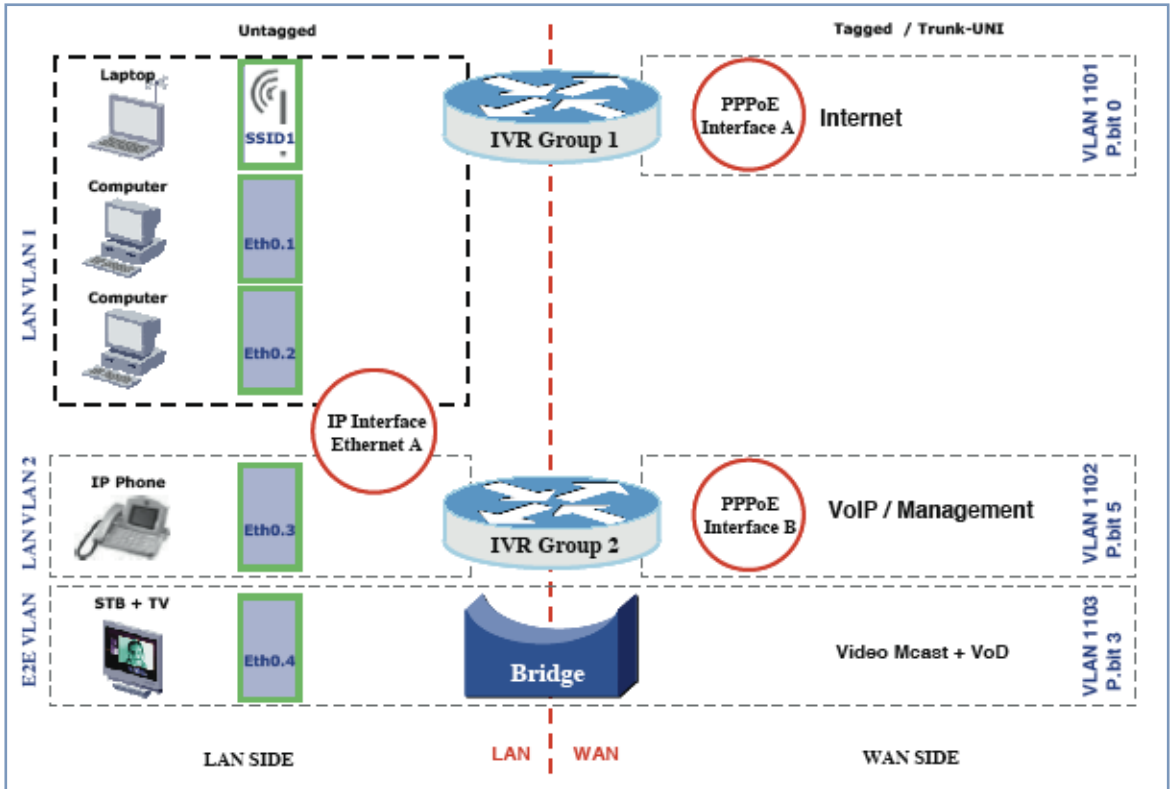 Untagged
Tagged / Trunk-UNI
LAN VLAN 1
Laptop
SSID1
Computer
Eth0.1
Computer
Eth0.2
IVR Group 1
PPPoE
Interface A
Internet
VLAN 1101
P.bit 0
IP Interface
Ethernet A
LAN VLAN 2
IP Phone
Eth0.3
IVR Group 2
PPPoE
Interface B
VoIP / Management
VLAN 1102
P.bit 5
E2E VLAN
STB + TV
Eth0.4
Bridge
Video Mcast + VoD
VLAN 1103
P.bit 3
LAN SIDE
LAN
WAN
WAN SIDE